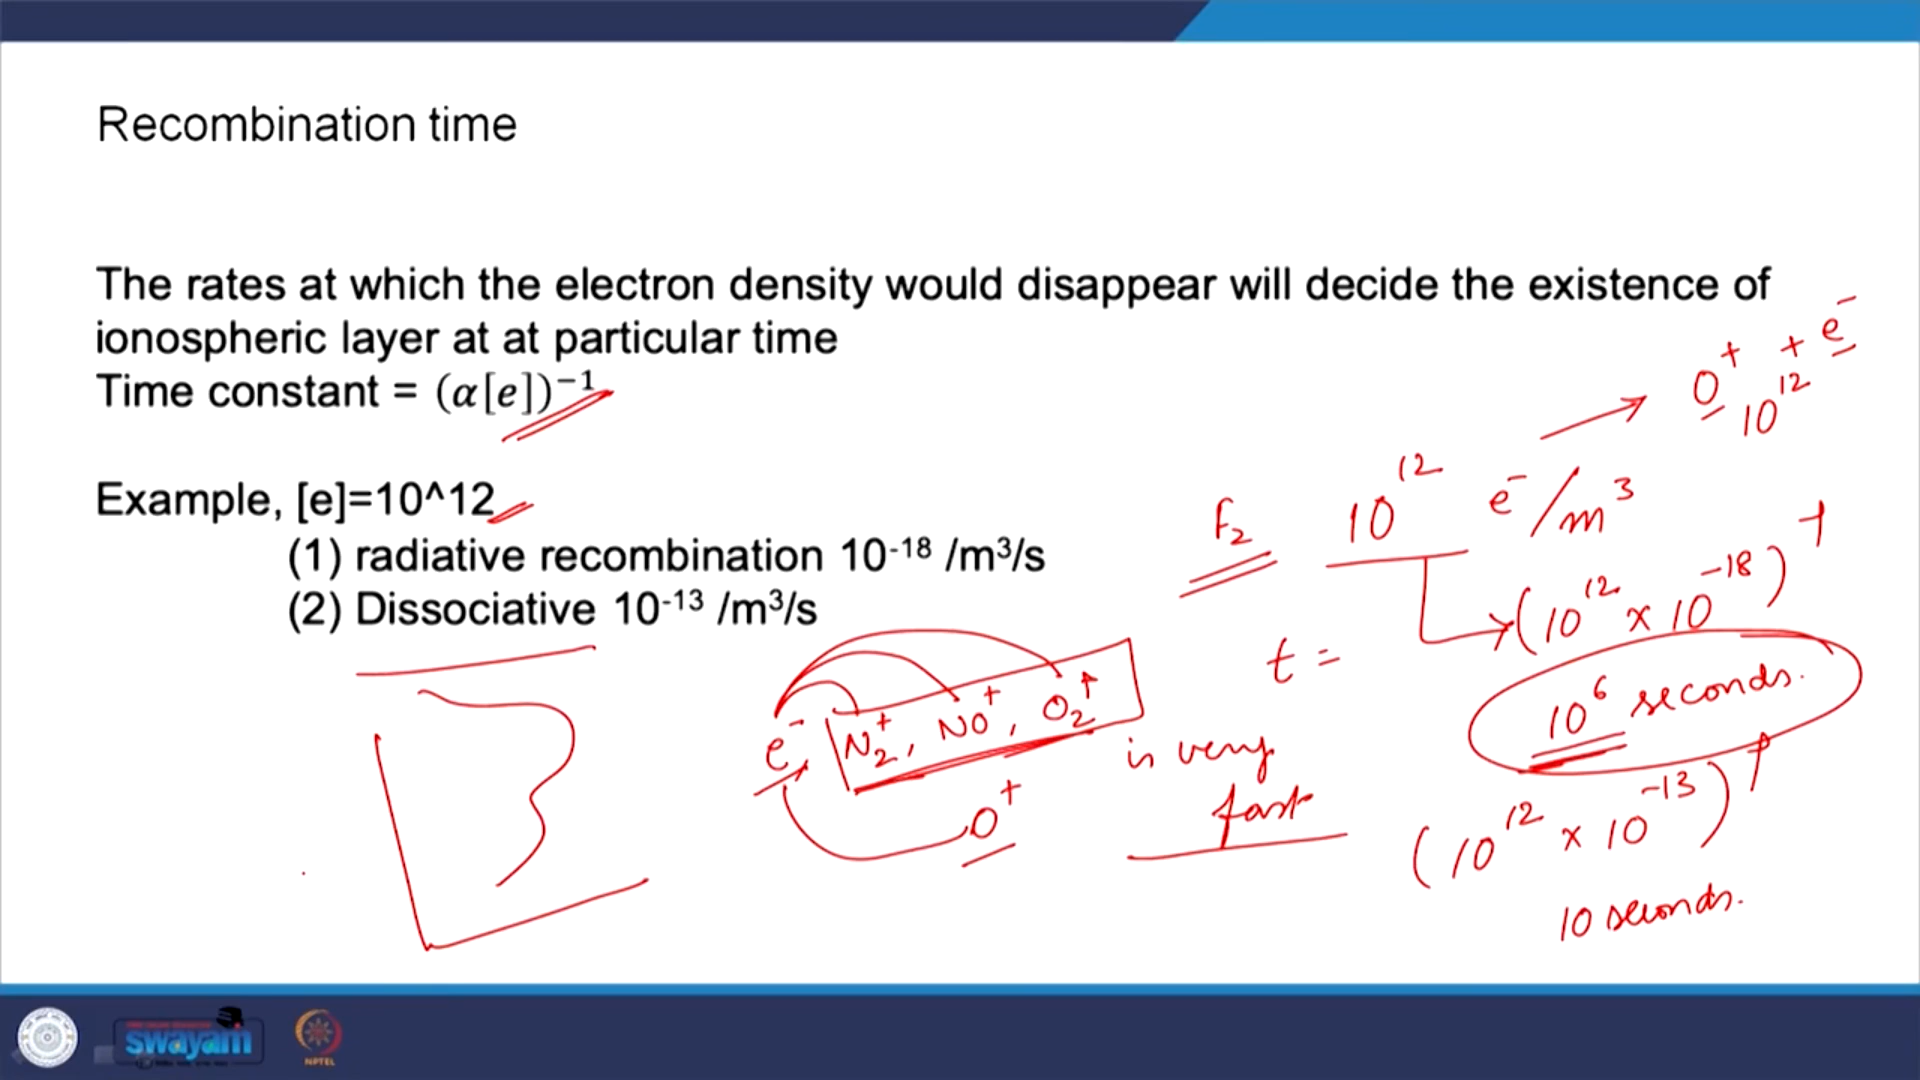 Recombination time
The rates at which the electron density would disappear will decide the existence of
ionospheric layer at at particular time
Time constant = (α[e])⁻¹
Example, [e]=10^12
(1) radiative recombination 10⁻¹⁸ /m³/s
(2) Dissociative 10⁻¹³ /m³/s
O⁺ + e⁻
10¹²
F₂ 10¹² e⁻/m³
t = (10¹² x 10⁻¹⁸)⁻¹
10⁶ seconds.
e⁻, N₂⁺, NO⁺, O₂⁺
is very
fast
O⁺
(10¹² x 10⁻¹³)⁻¹
10 seconds.
swayam
NPTEL